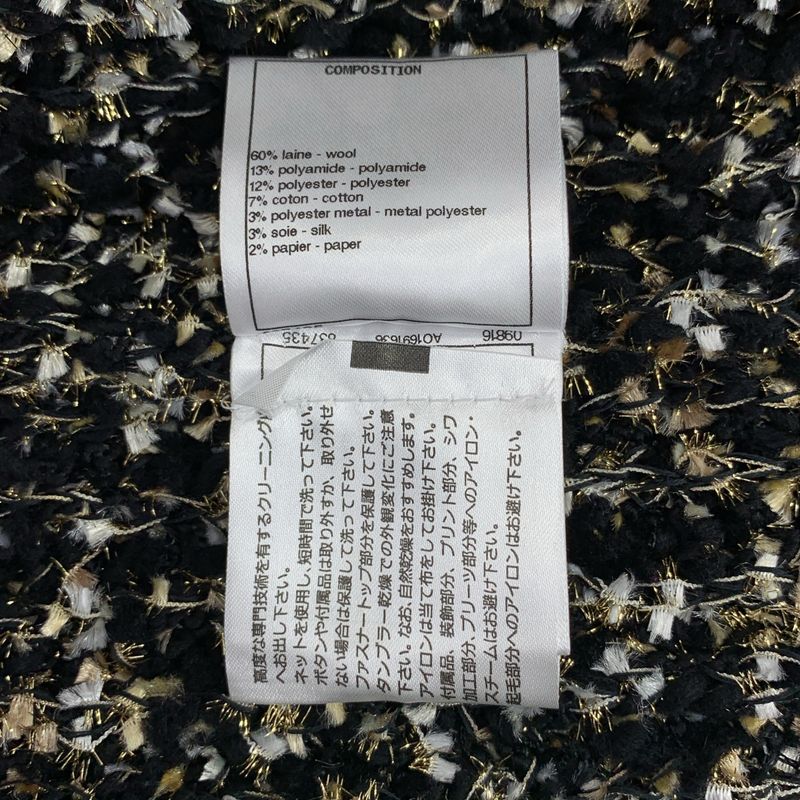 COMPOSITION
60% laine - wool
13% polyamide - polyamide
12% polyester - polyester
7% coton - cotton
3% polyester metal - metal polyester
3% soie - silk
2% papier - paper
09816 A01691636 837435
高度な専門技術を有するクリーニング
へお出し下さい。
ネットを使用し、短時間で洗って下さい。
ボタンや付属品は取り外すか、取り外せ
ない場合は保護して洗って下さい。
ファスナートップ部分を保護して下さい。
タンブラー乾燥での外観変化にご注意
下さい。なお、自然乾燥をおすすめします。
アイロンは当て布をしてお掛け下さい。
付属品、装飾部分、プリント部分、シワ
加工部分、プリーツ部分等へのアイロン・
スチームはお避け下さい。
起毛部分へのアイロンはお避け下さい。